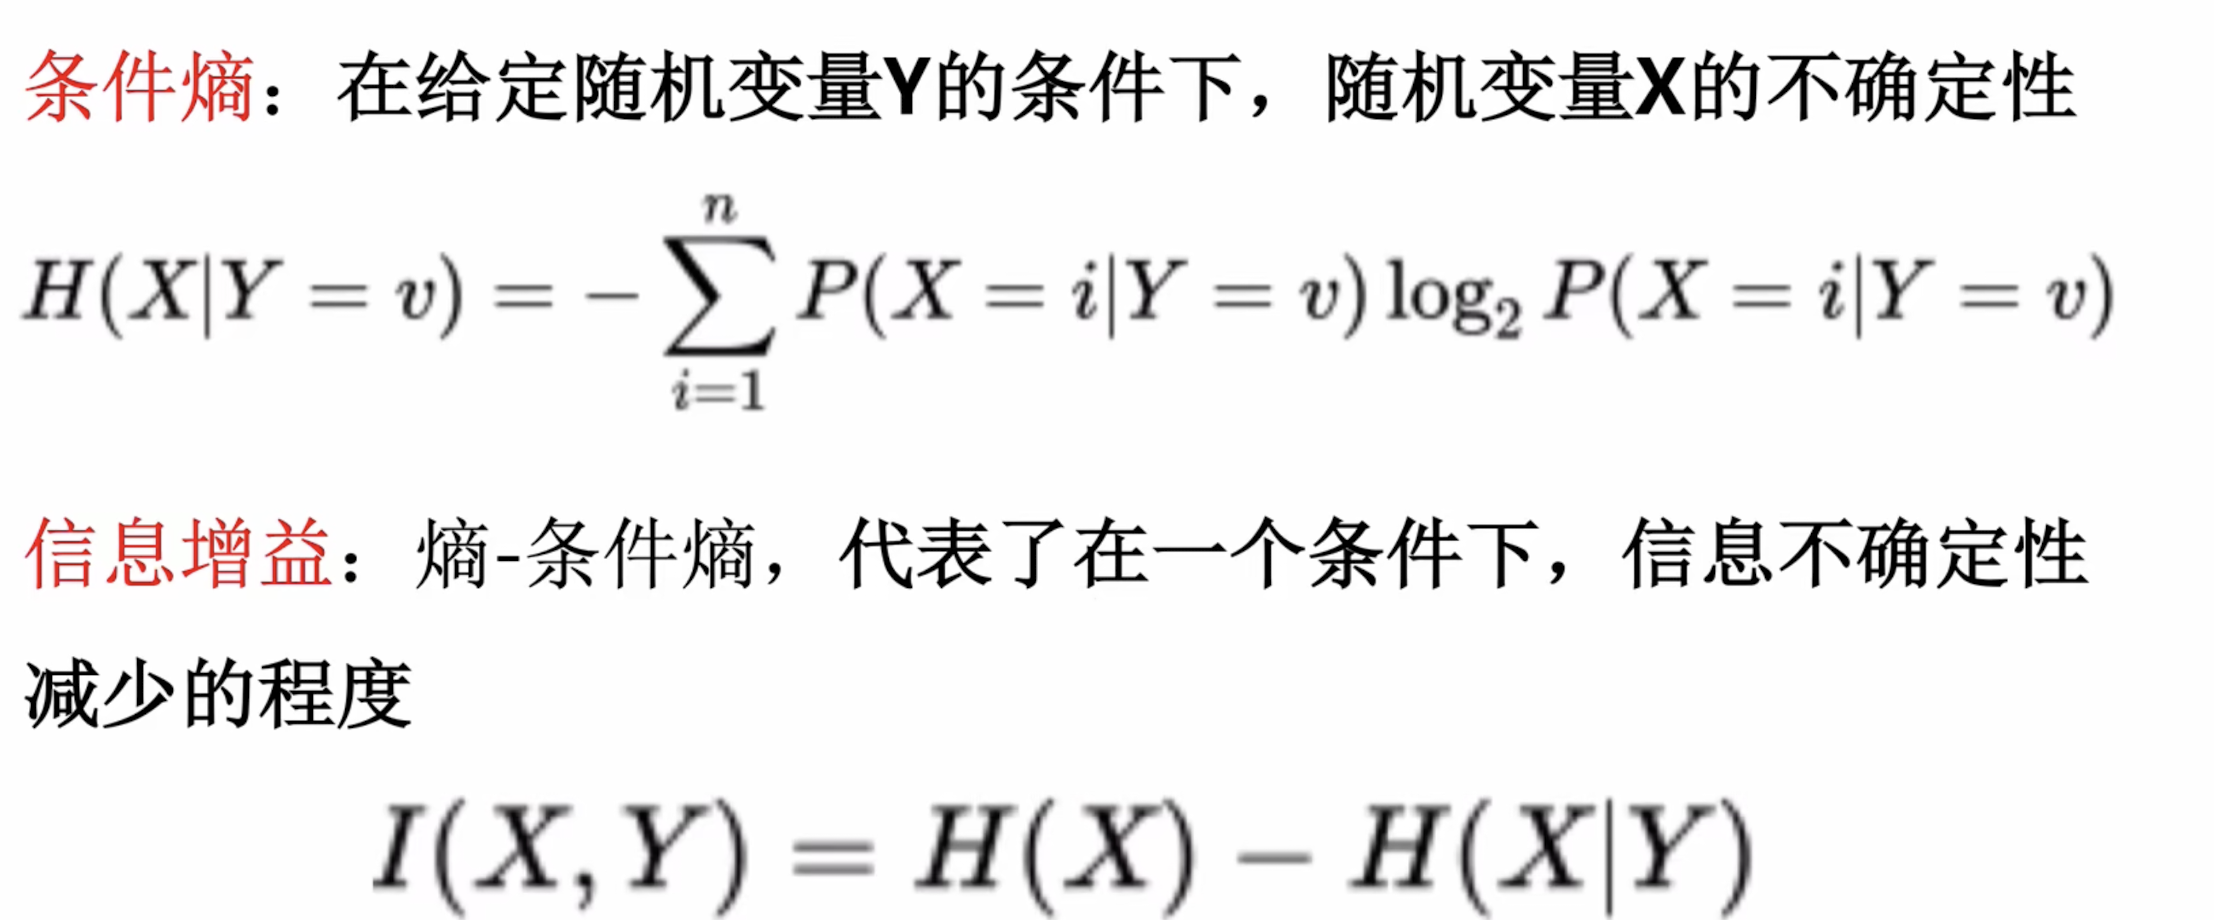 条件熵：在给定随机变量Y的条件下，随机变量X的不确定性
H(X|Y = v) = −∑_{i=1}^{n} P(X = i|Y = v) log₂ P(X = i|Y = v)
信息增益：熵-条件熵，代表了在一个条件下，信息不确定性
减少的程度
I(X, Y) = H(X) − H(X|Y)